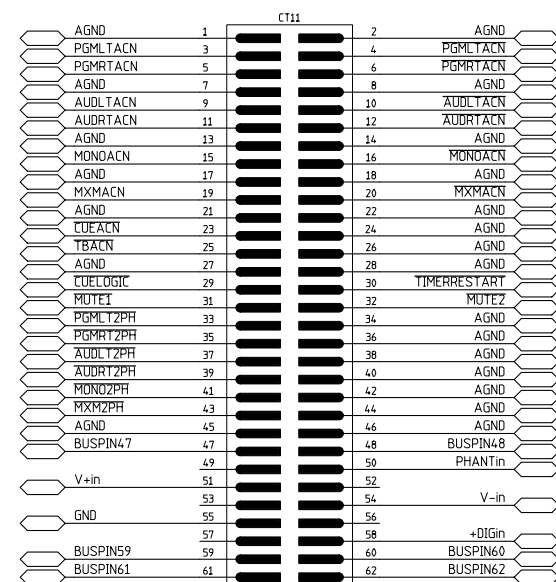 CT11
AGND 1 2 AGND
PGMLTACN 3 4 PGMLTACN
PGMRTACN 5 6 PGMRTACN
AGND 7 8 AGND
AUDLTACN 9 10 AUDLTACN
AUDRTACN 11 12 AUDRTACN
AGND 13 14 AGND
MONOACN 15 16 MONOACN
AGND 17 18 AGND
MXMACN 19 20 MXMACN
AGND 21 22 AGND
CUEACN 23 24 AGND
TBACN 25 26 AGND
AGND 27 28 AGND
CUELOGIC 29 30 TIMERRESTART
MUTE1 31 32 MUTE2
PGMLT2PH 33 34 AGND
PGMRT2PH 35 36 AGND
AUDLT2PH 37 38 AGND
AUDRT2PH 39 40 AGND
MONO2PH 41 42 AGND
MXM2PH 43 44 AGND
AGND 45 46 AGND
BUSPIN47 47 48 BUSPIN48
49 50 PHANTin
V+in 51 52
53 54 V-in
GND 55 56
57 58 +DIGin
BUSPIN59 59 60 BUSPIN60
BUSPIN61 61 62 BUSPIN62